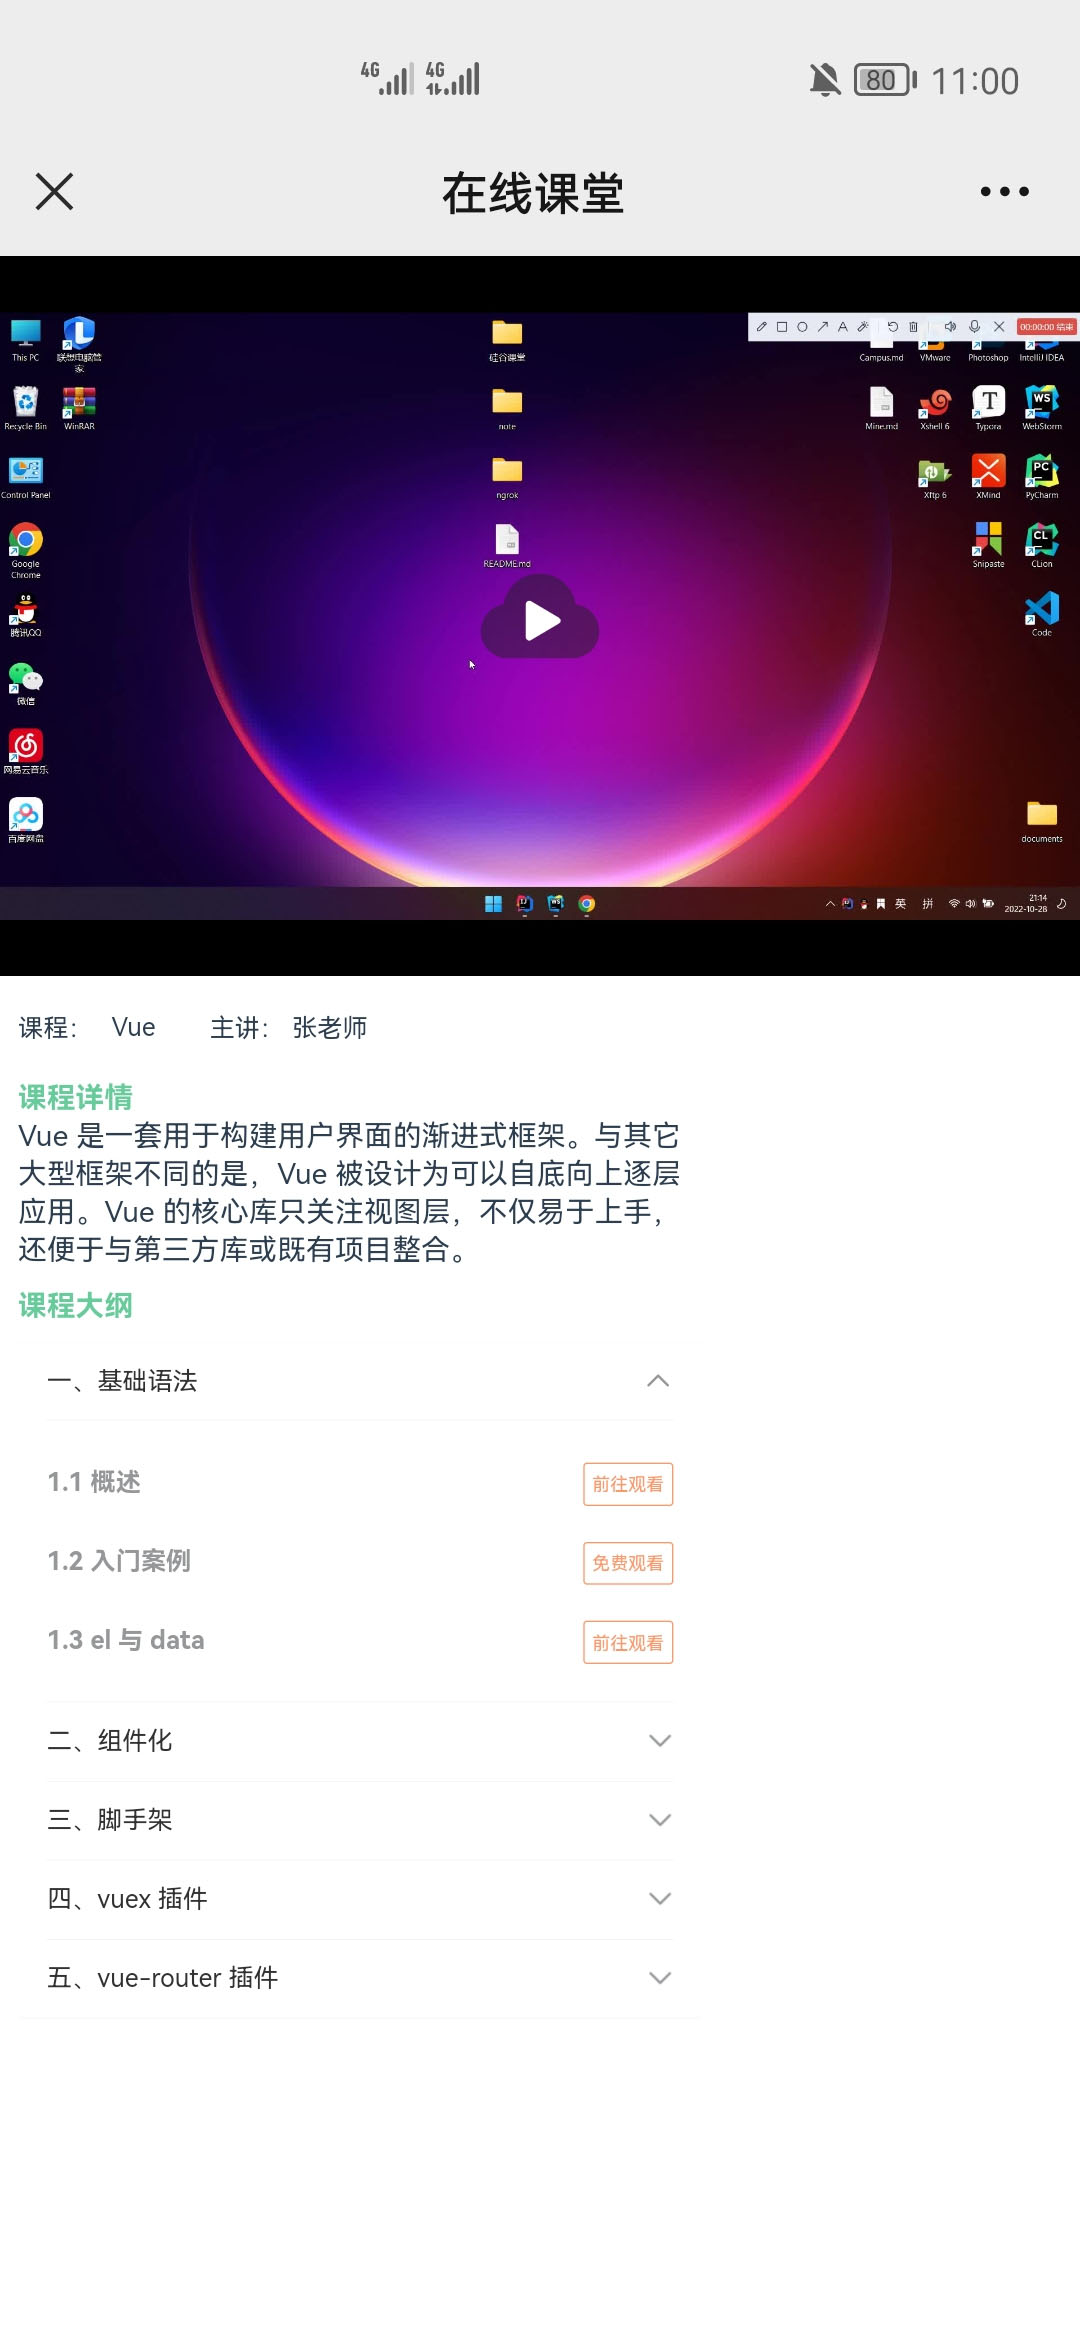 4G 4G 80 11:00
在线课堂
00:00:00 结束
This PC
联想电脑管家
硅谷课堂
Campus.md
VMware
Photoshop
IntelliJ IDEA
Recycle Bin
WinRAR
note
Mine.md
Xshell 6
Typora
WebStorm
Control Panel
ngrok
Xftp 6
XMind
PyCharm
Google Chrome
README.md
Snipaste
CLion
腾讯QQ
Code
微信
网易云音乐
百度网盘
documents
英 拼 21:14
2022-10-28
课程： Vue 主讲： 张老师
课程详情
Vue 是一套用于构建用户界面的渐进式框架。与其它
大型框架不同的是，Vue 被设计为可以自底向上逐层
应用。Vue 的核心库只关注视图层，不仅易于上手，
还便于与第三方库或既有项目整合。
课程大纲
一、基础语法
1.1 概述 前往观看
1.2 入门案例 免费观看
1.3 el 与 data 前往观看
二、组件化
三、脚手架
四、vuex 插件
五、vue-router 插件